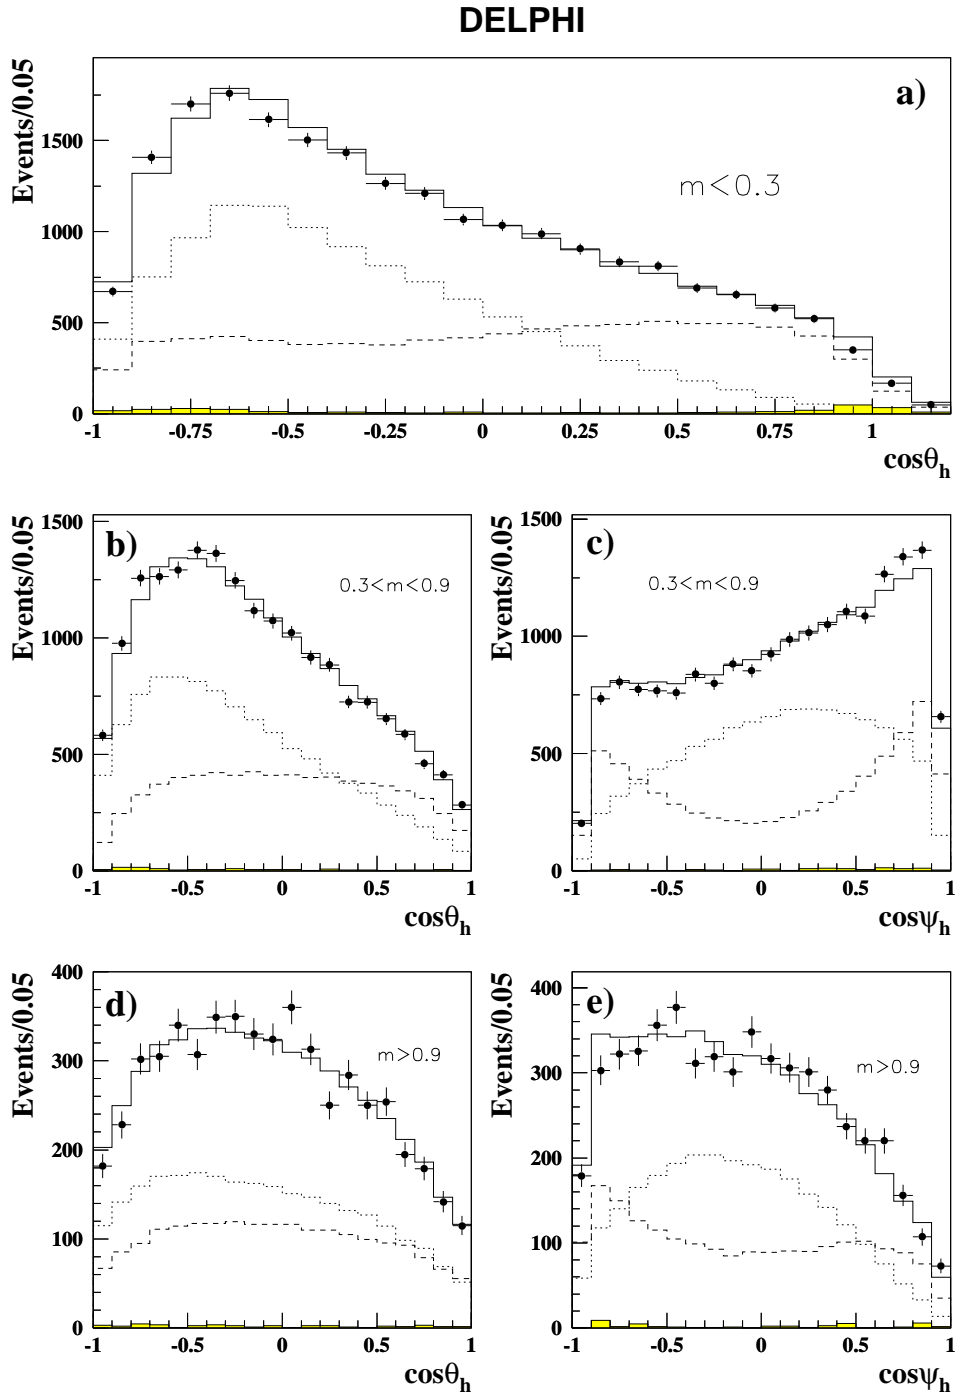 DELPHI
Events/0.05
a)
m<0.3
1500
1000
500
0
-1 -0.75 -0.5 -0.25 0 0.25 0.5 0.75 1
cosθh
Events/0.05
b)
0.3<m<0.9
1500
1000
500
0
-1 -0.5 0 0.5 1
cosθh
Events/0.05
c)
0.3<m<0.9
1500
1000
500
0
-1 -0.5 0 0.5 1
cosψh
Events/0.05
d)
m>0.9
400
300
200
100
0
-1 -0.5 0 0.5 1
cosθh
Events/0.05
e)
m>0.9
400
300
200
100
0
-1 -0.5 0 0.5 1
cosψh